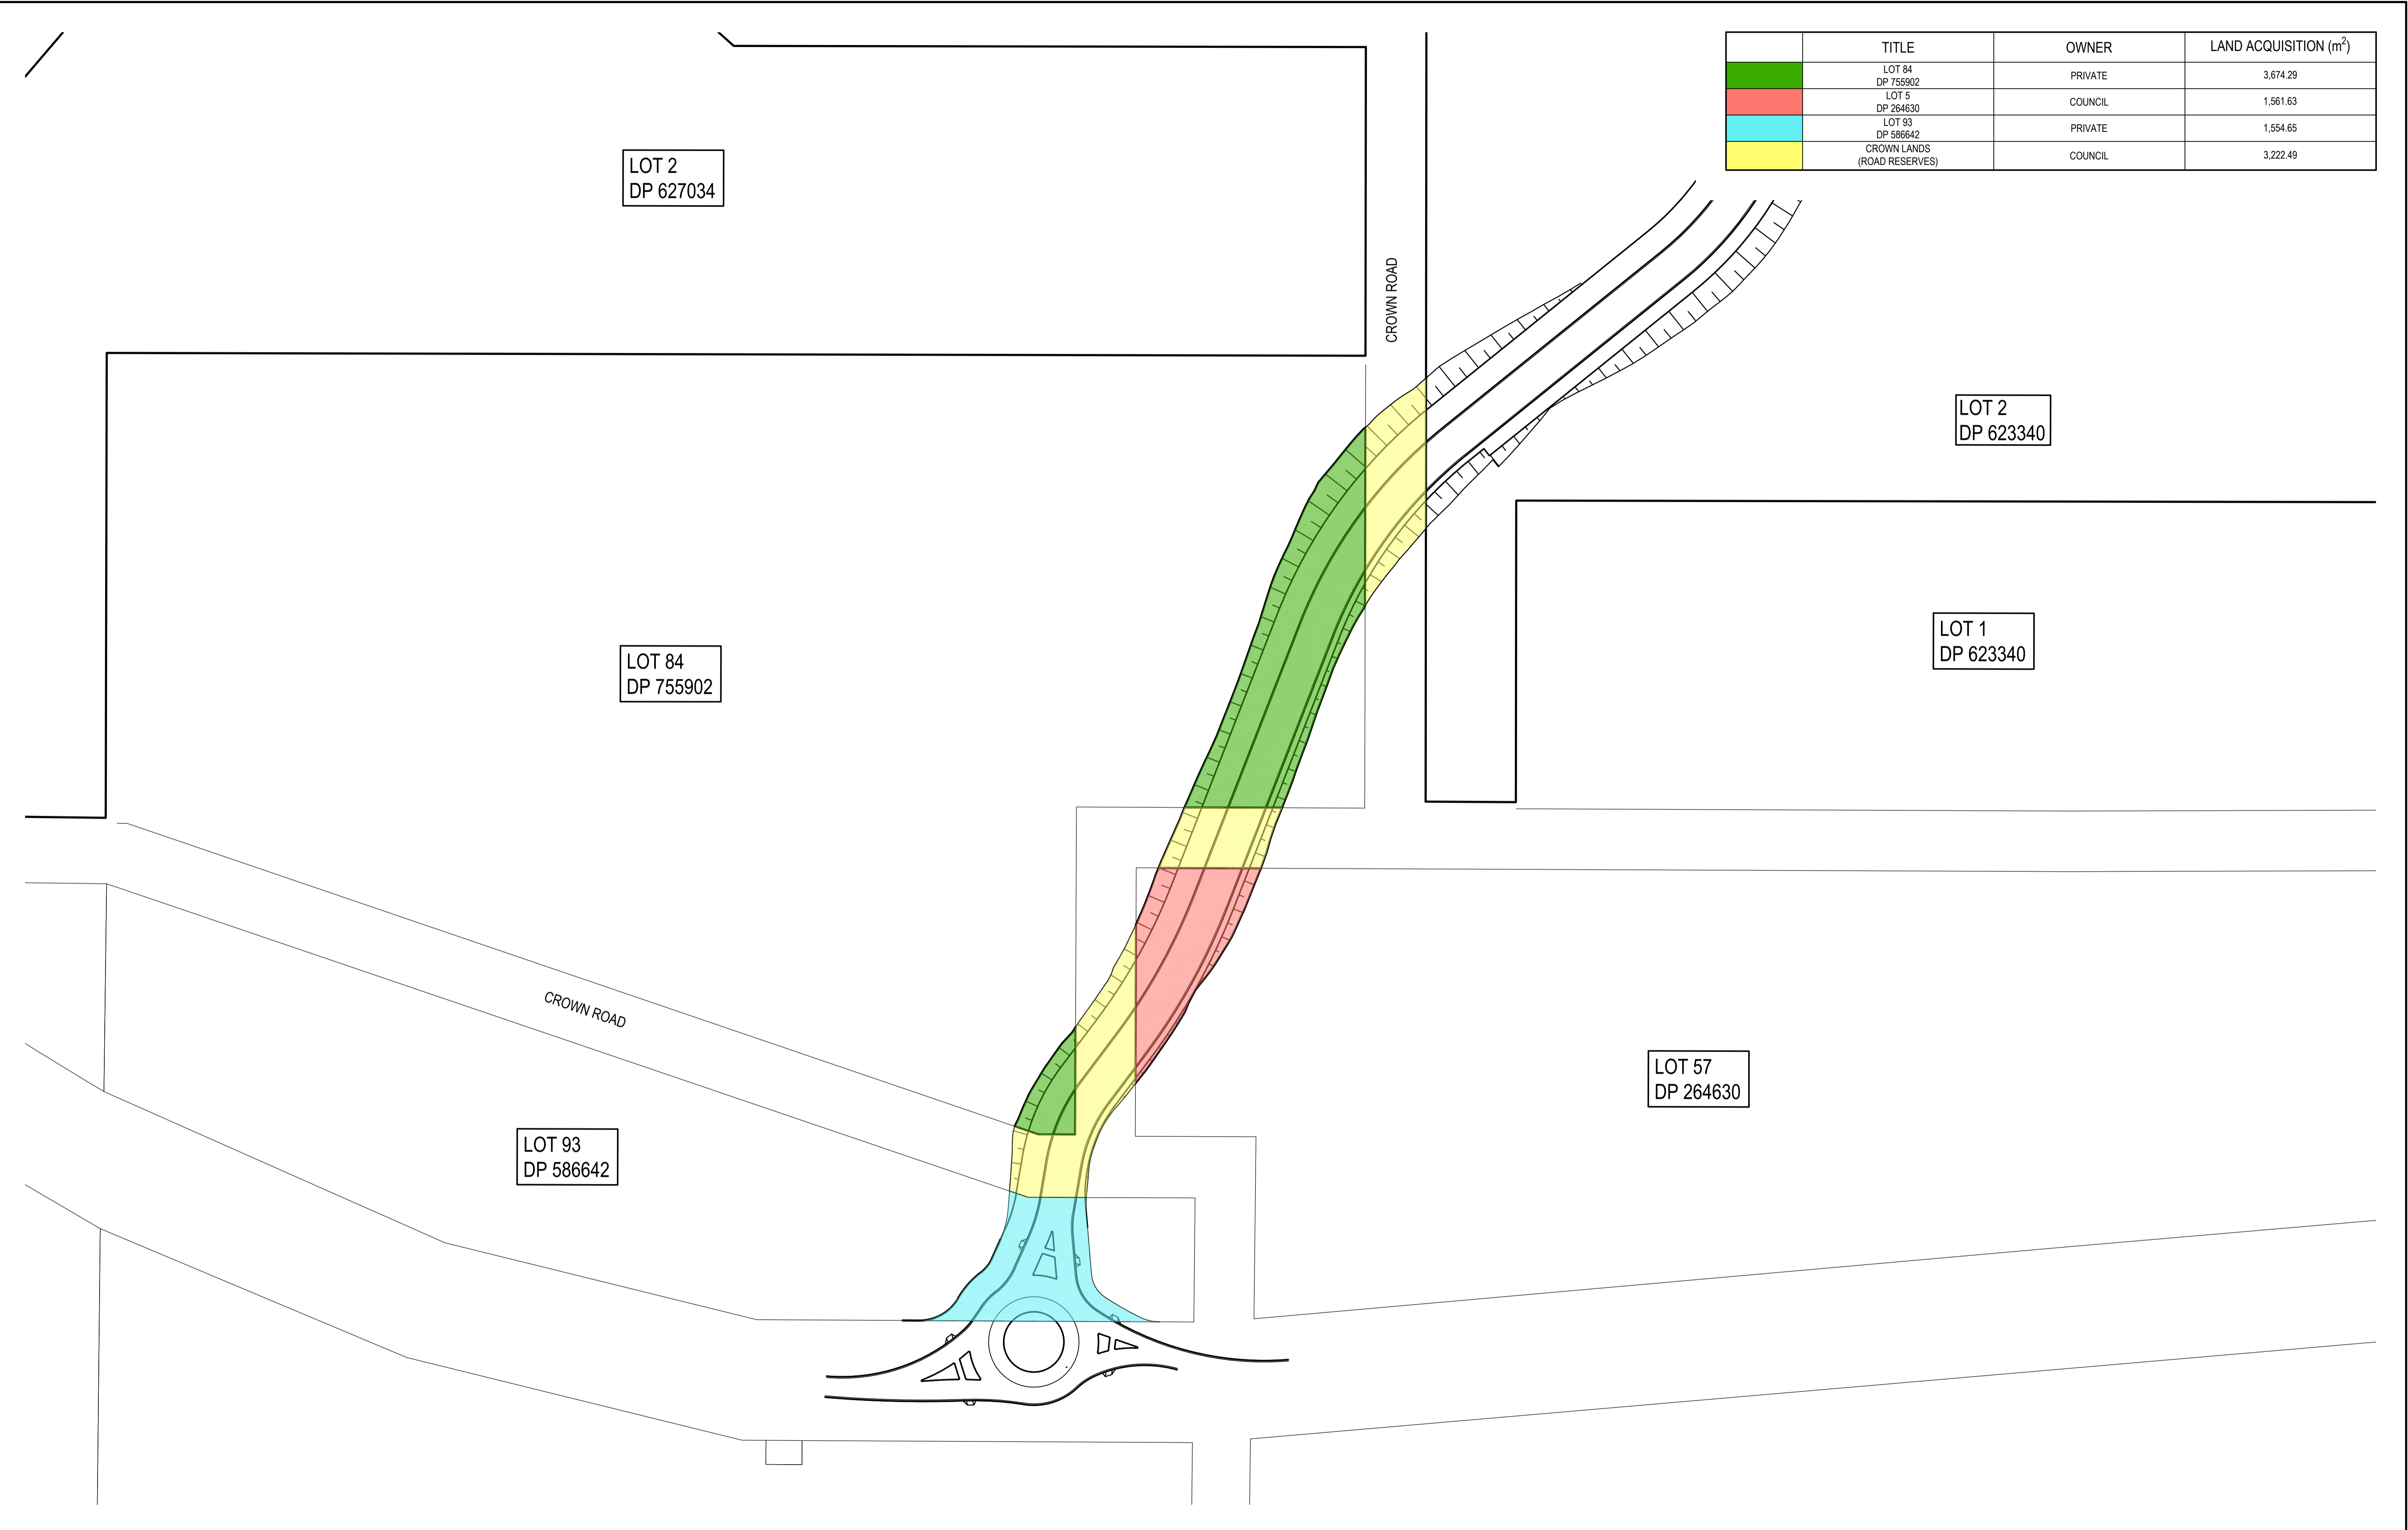 TITLE OWNER LAND ACQUISITION (m²)
LOT 84
DP 755902
PRIVATE 3,674.29
LOT 5
DP 264630
COUNCIL 1,561.63
LOT 93
DP 586642
PRIVATE 1,554.65
CROWN LANDS
(ROAD RESERVES)
COUNCIL 3,222.49
LOT 2
DP 627034
CROWN ROAD
LOT 2
DP 623340
LOT 1
DP 623340
LOT 84
DP 755902
CROWN ROAD
LOT 57
DP 264630
LOT 93
DP 586642